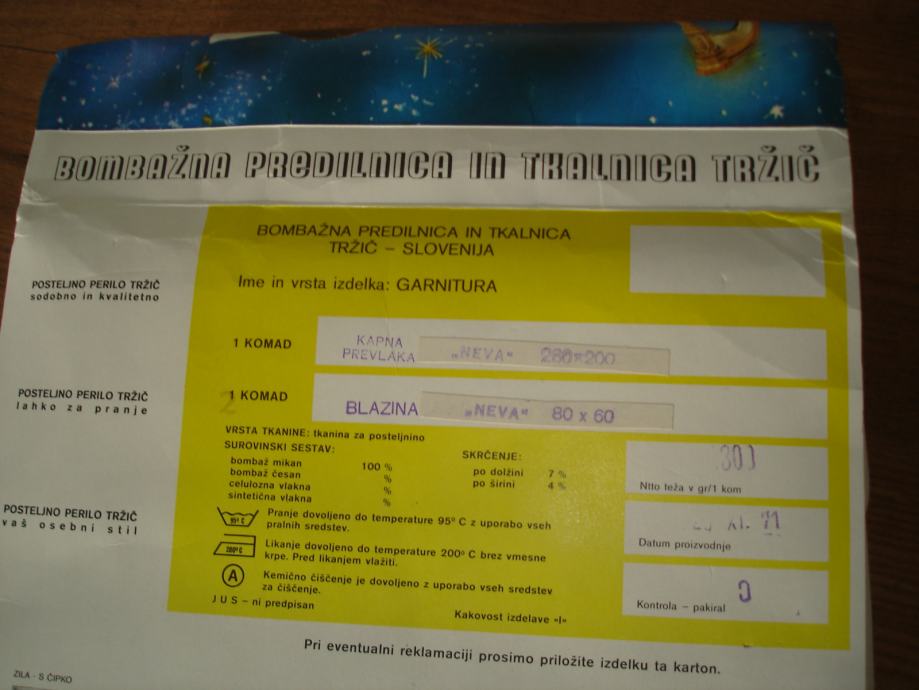 BOMBAŽNA PREDILNICA IN TKALNICA TRŽIČ
BOMBAŽNA PREDILNICA IN TKALNICA
TRŽIČ – SLOVENIJA
Ime in vrsta izdelka: GARNITURA
POSTELJNO PERILO TRŽIČ
sodobno in kvalitetno
1 KOMAD
KAPNA
PREVLAKA
„NEVA“ 280×200
POSTELJNO PERILO TRŽIČ
lahko za pranje
2
1 KOMAD
BLAZINA „NEVA“ 80 x 60
VRSTA TKANINE: tkanina za posteljnino
SUROVINSKI SESTAV:
bombaž mikan 100 %
bombaž česan %
celulozna vlakna %
sintetična vlakna %
SKRČENJE:
po dolžini 7 %
po širini 4 %
Ntto teža v gr/1 kom
POSTELJNO PERILO TRŽIČ
vaš osebni stil
95° C
Pranje dovoljeno do temperature 95° C z uporabo vseh
pralnih sredstev.
XI.
Datum proizvodnje
200°C
Likanje dovoljeno do temperature 200° C brez vmesne
krpe. Pred likanjem vlažiti.
A
Kemično čiščenje je dovoljeno z uporabo vseh sredstev
za čiščenje.
Kontrola – pakiral
JUS – ni predpisan
Kakovost izdelave «I»
Pri eventualni reklamaciji prosimo priložite izdelku ta karton.
ZILA - S ČIPKO